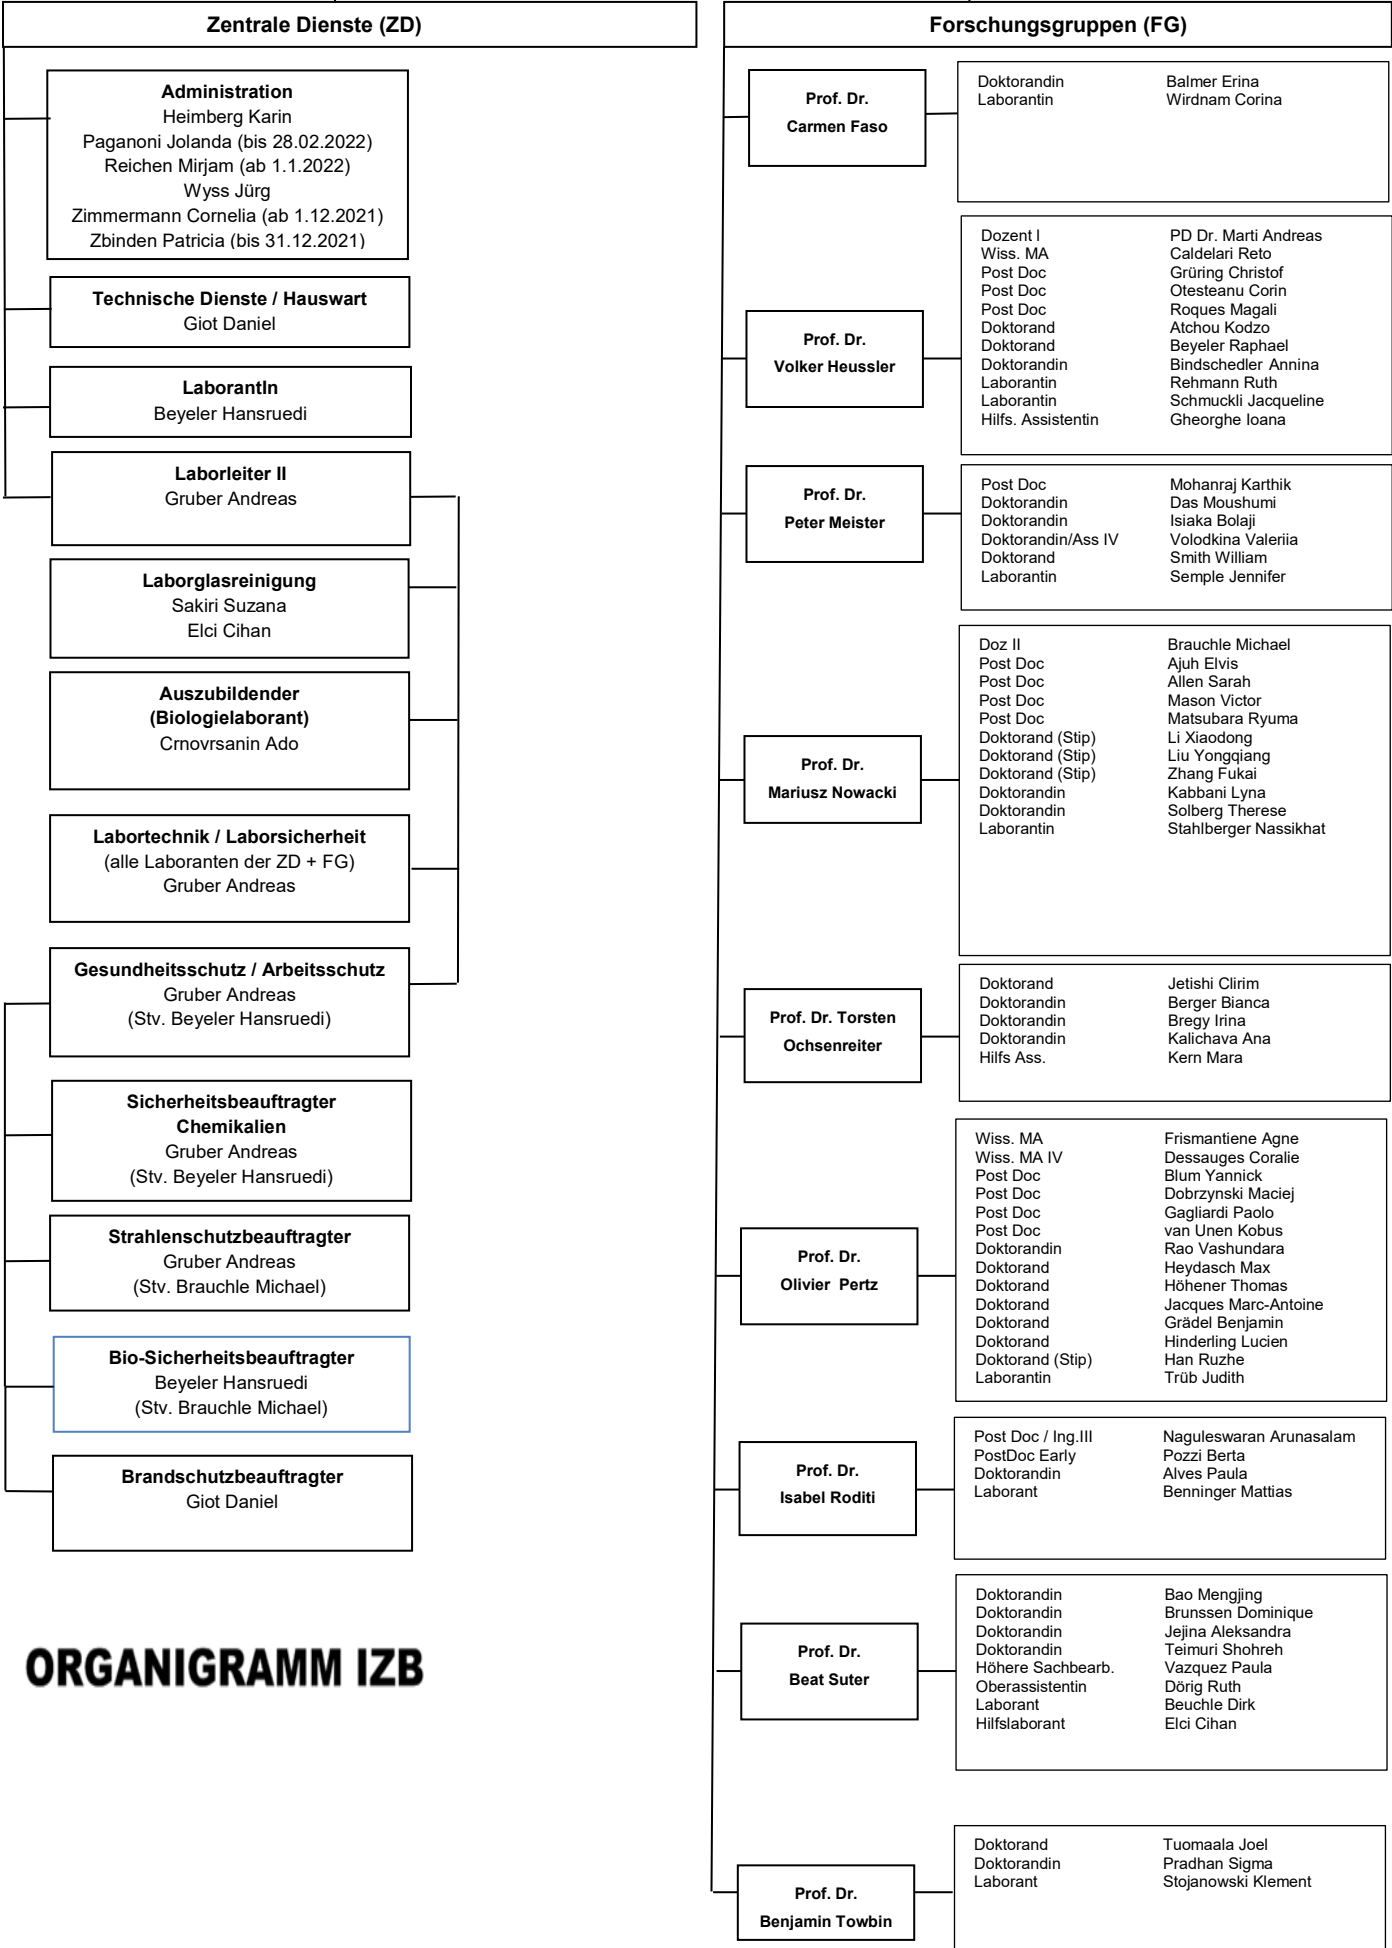 Zentrale Dienste (ZD)
Administration
Heimberg Karin
Paganoni Jolanda (bis 28.02.2022)
Reichen Mirjam (ab 1.1.2022)
Wyss Jürg
Zimmermann Cornelia (ab 1.12.2021)
Zbinden Patricia (bis 31.12.2021)
Technische Dienste / Hauswart
Giot Daniel
LaborantIn
Beyeler Hansruedi
Laborleiter II
Gruber Andreas
Laborglasreinigung
Sakiri Suzana
Elci Cihan
Auszubildender
(Biologielaborant)
Crnovrsanin Ado
Labortechnik / Laborsicherheit
(alle Laboranten der ZD + FG)
Gruber Andreas
Gesundheitsschutz / Arbeitsschutz
Gruber Andreas
(Stv. Beyeler Hansruedi)
Sicherheitsbeauftragter
Chemikalien
Gruber Andreas
(Stv. Beyeler Hansruedi)
Strahlenschutzbeauftragter
Gruber Andreas
(Stv. Brauchle Michael)
Bio-Sicherheitsbeauftragter
Beyeler Hansruedi
(Stv. Brauchle Michael)
Brandschutzbeauftragter
Giot Daniel
ORGANIGRAMM IZB
Forschungsgruppen (FG)
Prof. Dr.
Carmen Faso
Doktorandin Balmer Erina
Laborantin Wirdnam Corina
Prof. Dr.
Volker Heussler
Dozent I PD Dr. Marti Andreas
Wiss. MA Caldelari Reto
Post Doc Grüring Christof
Post Doc Otesteanu Corin
Post Doc Roques Magali
Doktorand Atchou Kodzo
Doktorand Beyeler Raphael
Doktorandin Bindschedler Annina
Laborantin Rehmann Ruth
Laborantin Schmuckli Jacqueline
Hilfs. Assistentin Gheorghe Ioana
Prof. Dr.
Peter Meister
Post Doc Mohanraj Karthik
Doktorandin Das Moushumi
Doktorandin Isiaka Bolaji
Doktorandin/Ass IV Volodkina Valeriia
Doktorand Smith William
Laborantin Semple Jennifer
Prof. Dr.
Mariusz Nowacki
Doz II Brauchle Michael
Post Doc Ajuh Elvis
Post Doc Allen Sarah
Post Doc Mason Victor
Post Doc Matsubara Ryuma
Doktorand (Stip) Li Xiaodong
Doktorand (Stip) Liu Yongqiang
Doktorand (Stip) Zhang Fukai
Doktorandin Kabbani Lyna
Doktorandin Solberg Therese
Laborantin Stahlberger Nassikhat
Prof. Dr. Torsten
Ochsenreiter
Doktorand Jetishi Clirim
Doktorandin Berger Bianca
Doktorandin Bregy Irina
Doktorandin Kalichava Ana
Hilfs Ass. Kern Mara
Prof. Dr.
Olivier Pertz
Wiss. MA Frismantiene Agne
Wiss. MA IV Dessauges Coralie
Post Doc Blum Yannick
Post Doc Dobrzynski Maciej
Post Doc Gagliardi Paolo
Post Doc van Unen Kobus
Doktorandin Rao Vashundara
Doktorand Heydasch Max
Doktorand Höhener Thomas
Doktorand Jacques Marc-Antoine
Doktorand Grädel Benjamin
Doktorand Hinderling Lucien
Doktorand (Stip) Han Ruzhe
Laborantin Trüb Judith
Prof. Dr.
Isabel Roditi
Post Doc / Ing.III Naguleswaran Arunasalam
PostDoc Early Pozzi Berta
Doktorandin Alves Paula
Laborant Benninger Mattias
Prof. Dr.
Beat Suter
Doktorandin Bao Mengjing
Doktorandin Brunssen Dominique
Doktorandin Jejina Aleksandra
Doktorandin Teimuri Shohreh
Höhere Sachbearb. Vazquez Paula
Oberassistentin Dörig Ruth
Laborant Beuchle Dirk
Hilfslaborant Elci Cihan
Prof. Dr.
Benjamin Towbin
Doktorand Tuomaala Joel
Doktorandin Pradhan Sigma
Laborant Stojanowski Klement